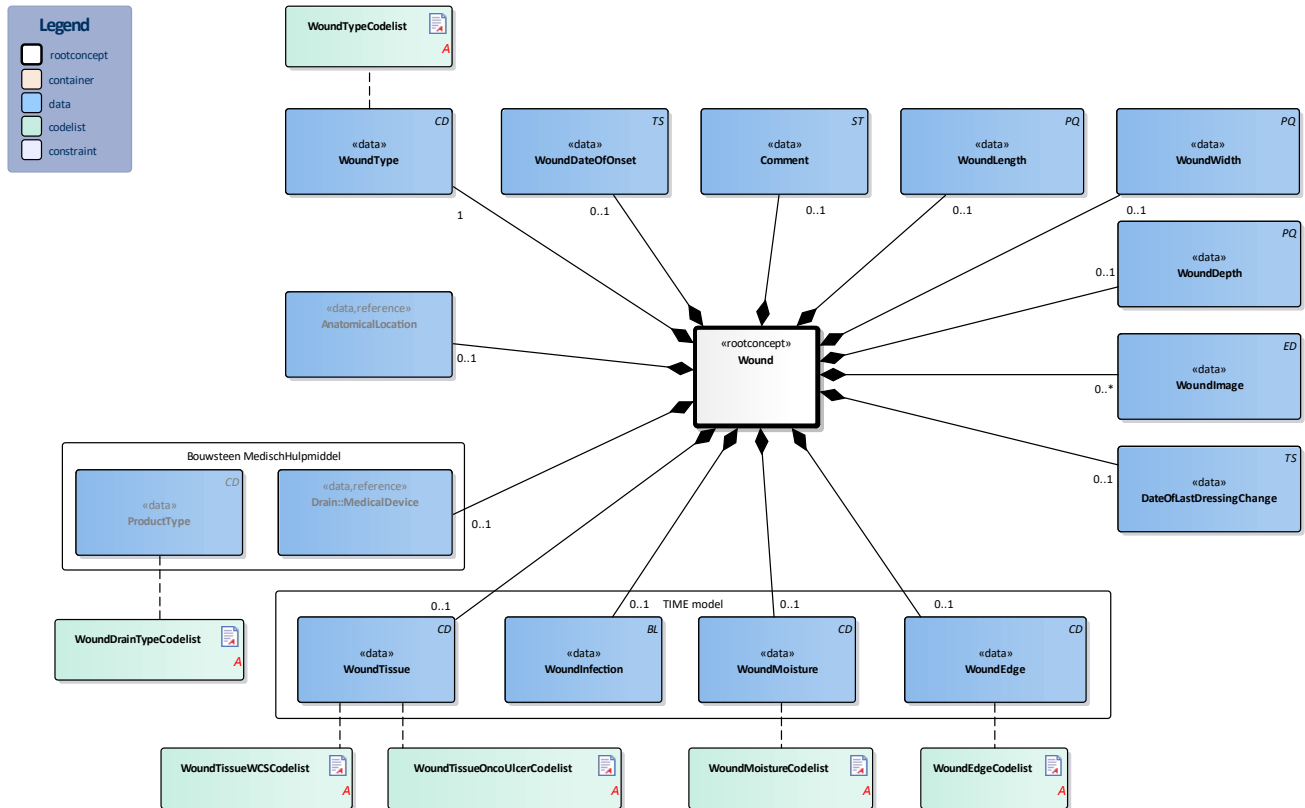 Legend
rootconcept
container
data
codelist
constraint
WoundTypeCodelist
A
CD
«data»
WoundType
1
TS
«data»
WoundDateOfOnset
0..1
ST
«data»
Comment
0..1
PQ
«data»
WoundLength
0..1
PQ
«data»
WoundWidth
0..1
PQ
«data»
WoundDepth
0..1
«data,reference»
AnatomicalLocation
0..1
«rootconcept»
Wound
ED
«data»
WoundImage
0..*
TS
«data»
DateOfLastDressingChange
0..1
Bouwsteen MedischHulpmiddel
CD
«data»
ProductType
«data,reference»
Drain::MedicalDevice
0..1
WoundDrainTypeCodelist
A
TIME model
0..1
CD
«data»
WoundTissue
0..1
BL
«data»
WoundInfection
0..1
CD
«data»
WoundMoisture
0..1
CD
«data»
WoundEdge
WoundTissueWCSCodelist
A
WoundTissueOncoUlcerCodelist
A
WoundMoistureCodelist
A
WoundEdgeCodelist
A